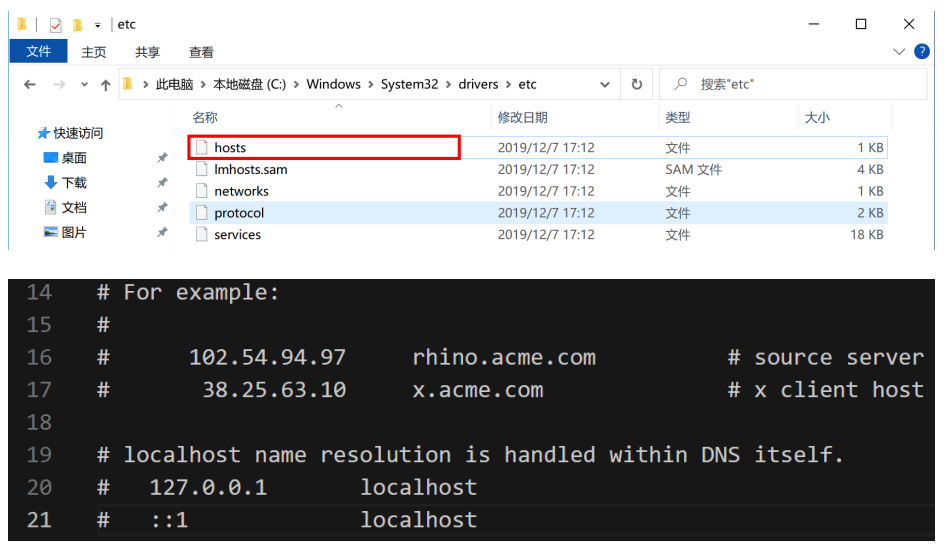 etc
文件 主页 共享 查看
此电脑 › 本地磁盘 (C:) › Windows › System32 › drivers › etc 搜索"etc"
名称 修改日期 类型 大小
快速访问
hosts 2019/12/7 17:12 文件 1 KB
桌面
lmhosts.sam 2019/12/7 17:12 SAM 文件 4 KB
下载
networks 2019/12/7 17:12 文件 1 KB
文档
protocol 2019/12/7 17:12 文件 2 KB
图片
services 2019/12/7 17:12 文件 18 KB
14 # For example:
15 #
16 # 102.54.94.97 rhino.acme.com # source server
17 # 38.25.63.10 x.acme.com # x client host
18
19 # localhost name resolution is handled within DNS itself.
20 # 127.0.0.1 localhost
21 # ::1 localhost